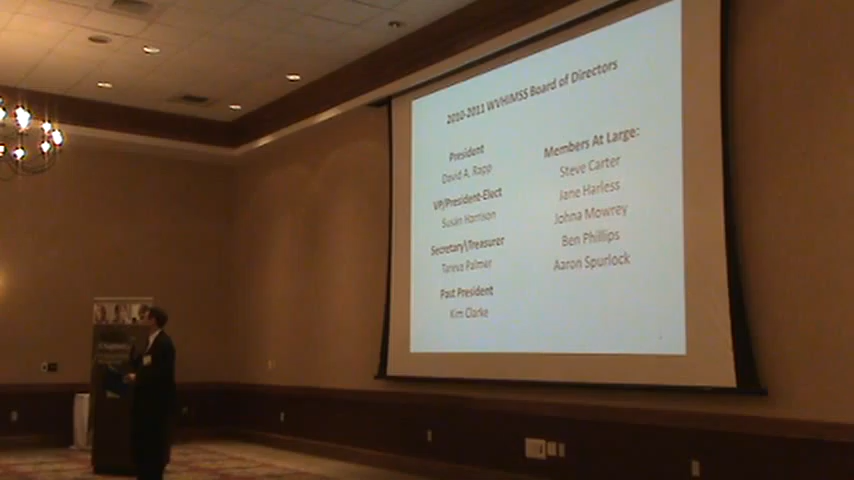 2010-2011 WVHIMSS Board of Directors
President
David A. Rapp
VP/President-Elect
Susan Harrison
Secretary\Treasurer
Tereva Palmer
Past President
Kim Clarke
Members At Large:
Steve Carter
Jane Harless
Johna Mowrey
Ben Phillips
Aaron Spurlock